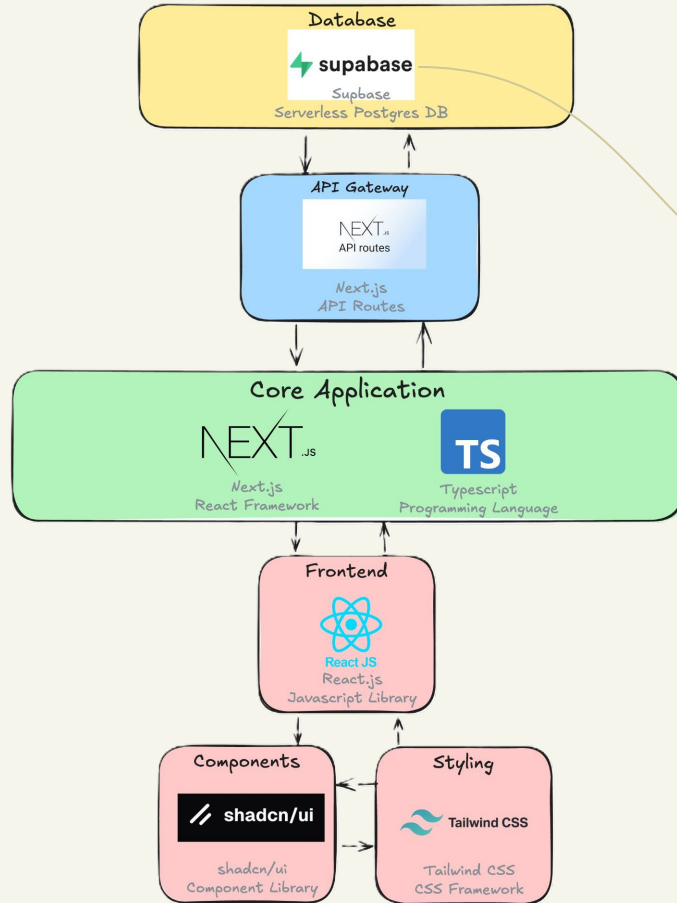 Database
supabase
Supbase
Serverless Postgres DB
API Gateway
NEXT.JS
API routes
Next.js
API Routes
Core Application
NEXT.JS
TS
Next.js
React Framework
Typescript
Programming Language
Frontend
React JS
React.js
Javascript Library
Components
shadcn/ui
shadcn/ui
Component Library
Styling
Tailwind CSS
Tailwind CSS
CSS Framework